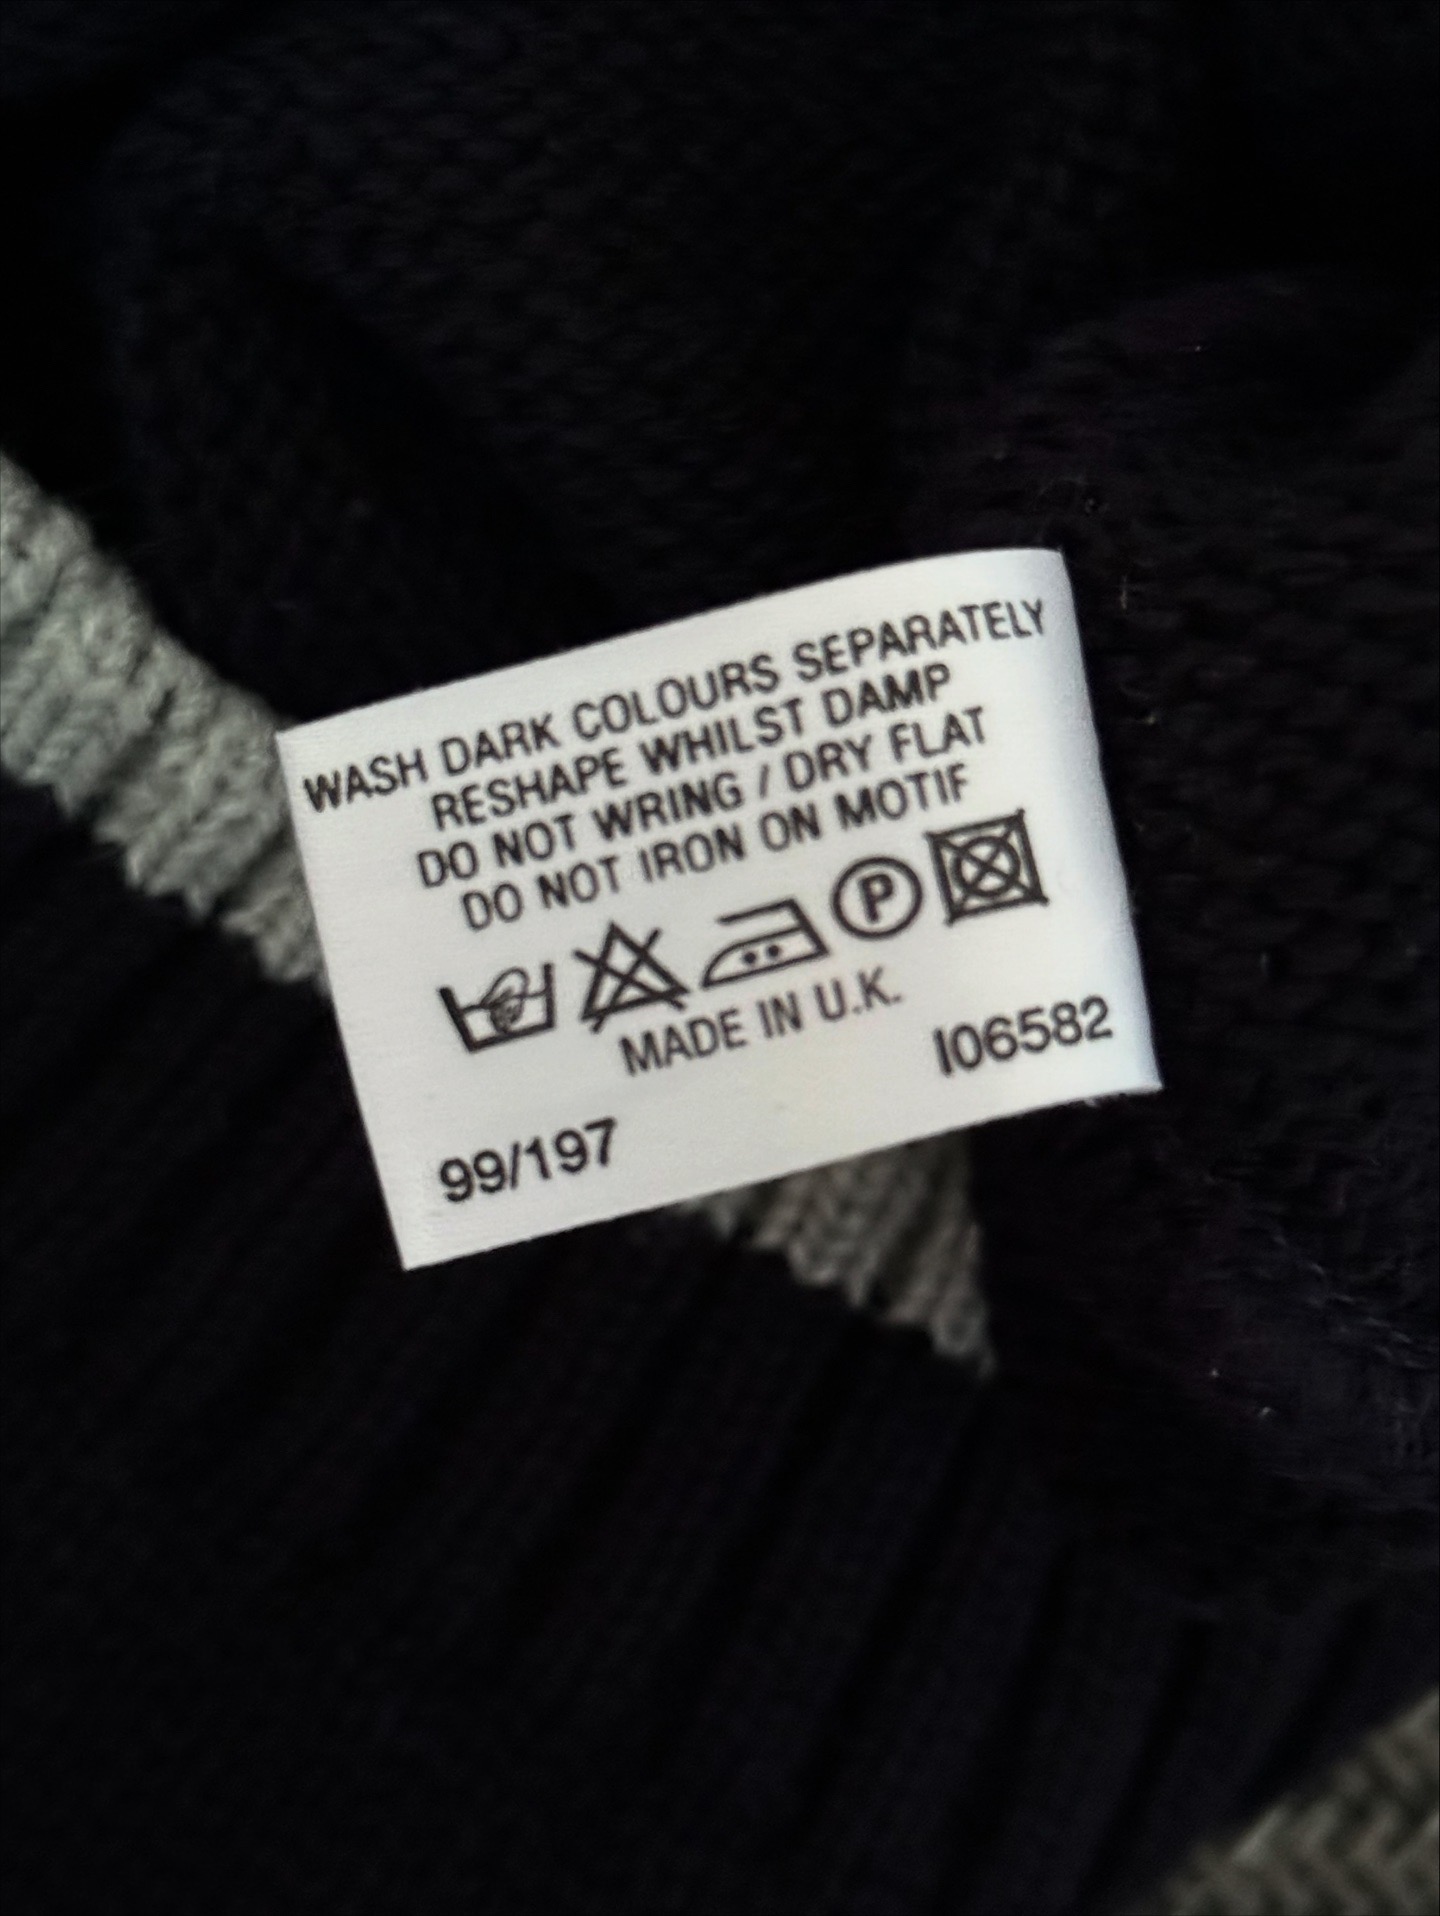 WASH DARK COLOURS SEPARATELY
RESHAPE WHILST DAMP
DO NOT WRING / DRY FLAT
DO NOT IRON ON MOTIF
P
MADE IN U.K.
I06582
99/197